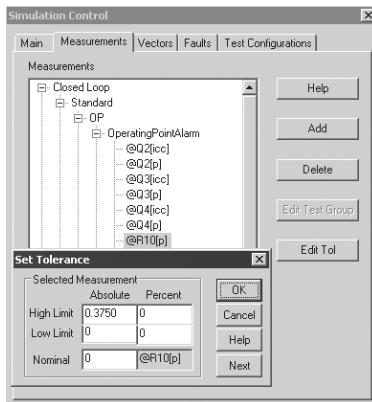 Simulation Control
Main Measurements Vectors Faults Test Configurations
Measurements
Closed Loop
Standard
OP
OperatingPointAlarm
@Q2[icc]
@Q2[p]
@Q3[icc]
@Q3[p]
@Q4[icc]
@Q4[p]
@R10[p]
Help
Add
Delete
Edit Test Group
Edit Tol
Set Tolerance
Selected Measurement
Absolute Percent
High Limit 0.3750 0
Low Limit 0 0
Nominal 0 @R10[p]
OK
Cancel
Help
Next